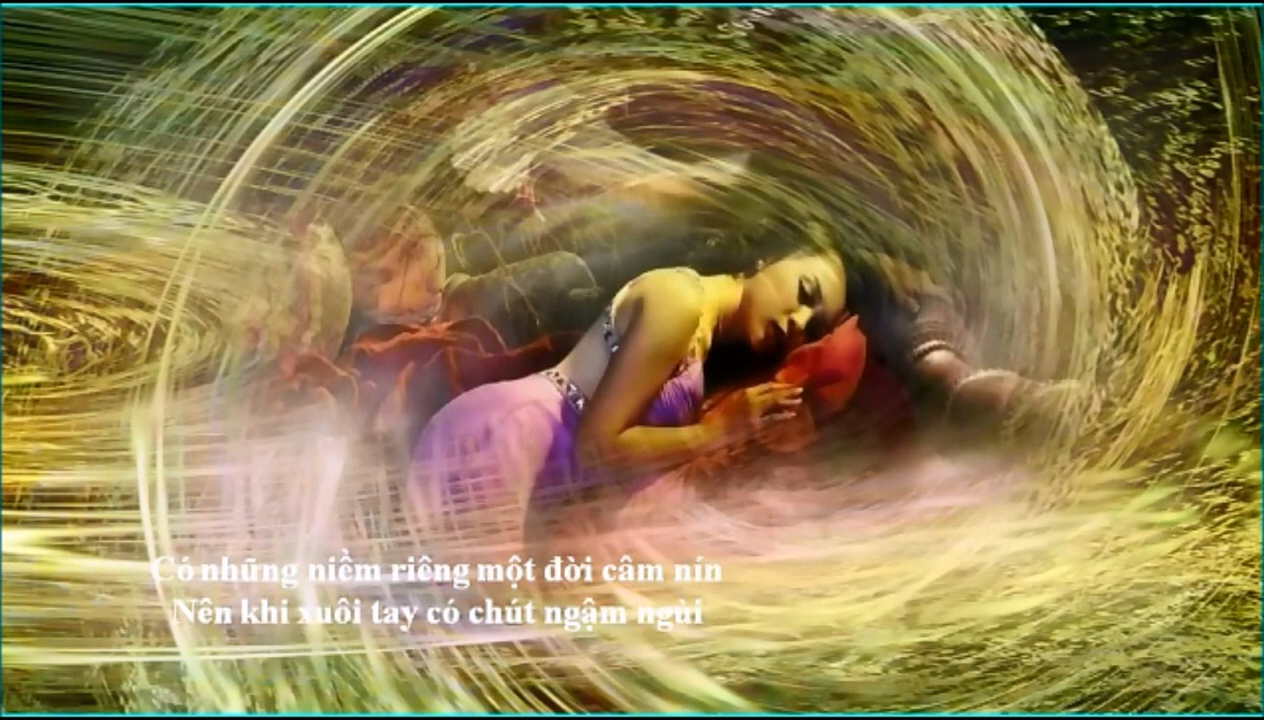 Có những niềm riêng một đời câm nín
Nên khi xuôi tay có chút ngậm ngùi